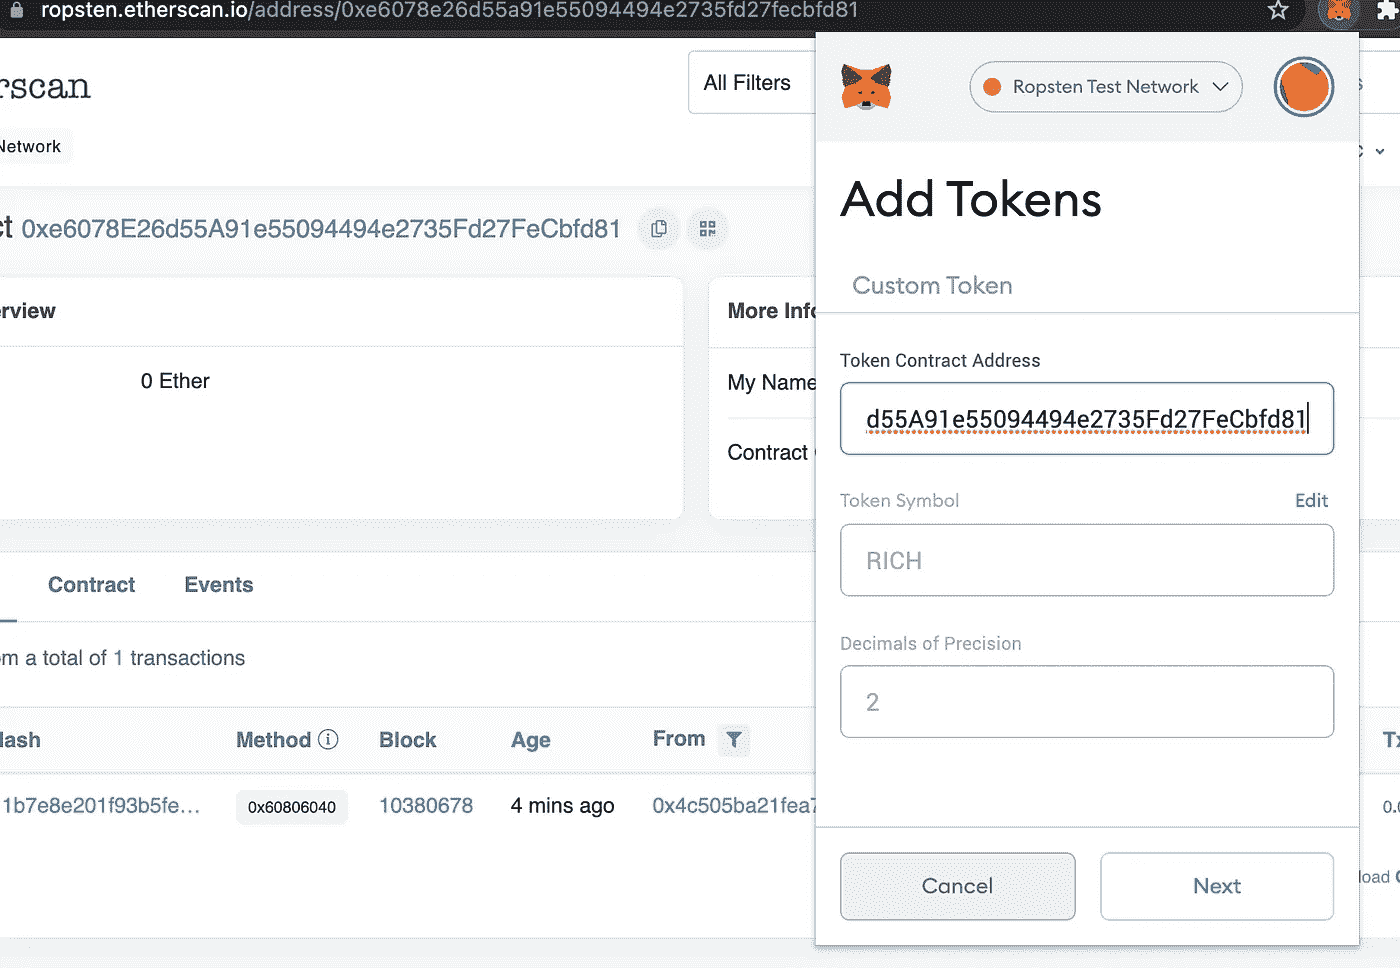 ropsten.etherscan.io/address/0xe6078e26d55a91e55094494e2735fd27fecbfd81
rscan
All Filters
Network
ct 0xe6078E26d55A91e55094494e2735Fd27FeCbfd81
rview
0 Ether
More Info
My Name
Contract
Contract
Events
m a total of 1 transactions
Hash
Method
Block
Age
From
Tx
1b7e8e201f93b5fe...
0x60806040
10380678
4 mins ago
0x4c505ba21fea7
0.0
load
Ropsten Test Network
Add Tokens
Custom Token
Token Contract Address
d55A91e55094494e2735Fd27FeCbfd81
Token Symbol
Edit
RICH
Decimals of Precision
2
Cancel
Next